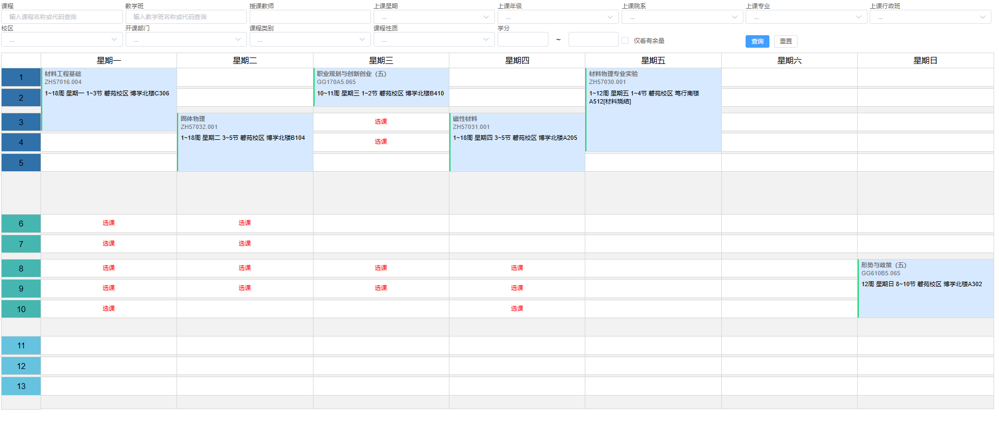 课程 教学班 授课教师 上课星期 上课年级 上课院系 上课专业 上课行政班
输入课程名称或代码查询 输入教学班名称或代码查询 ... ... ... ... ...
校区 开课部门 课程类别 课程性质 学分
... ... ... ... ~ 仅看有余量 查询 重置
星期一 星期二 星期三 星期四 星期五 星期六 星期日
1
材料工程基础
ZH57016.004
1~18周 星期一 1~3节 磬苑校区 博学北楼C306
职业规划与创新创业（五）
GG170A5.065
10~11周 星期三 1~2节 磬苑校区 博学北楼B410
材料物理专业实验
ZH57030.001
1~12周 星期五 1~4节 磬苑校区 笃行南楼
A512[材料烧结]
2
3
固体物理
ZH57032.001
1~18周 星期二 3~5节 磬苑校区 博学北楼B104
选课
磁性材料
ZH57031.001
1~18周 星期四 3~5节 磬苑校区 博学北楼A205
4 选课
5
6 选课 选课
7 选课 选课
8 选课 选课 选课 选课
形势与政策（五）
GG610B5.065
12周 星期日 8~10节 磬苑校区 博学北楼A302
9 选课 选课 选课 选课
10 选课 选课
11
12
13